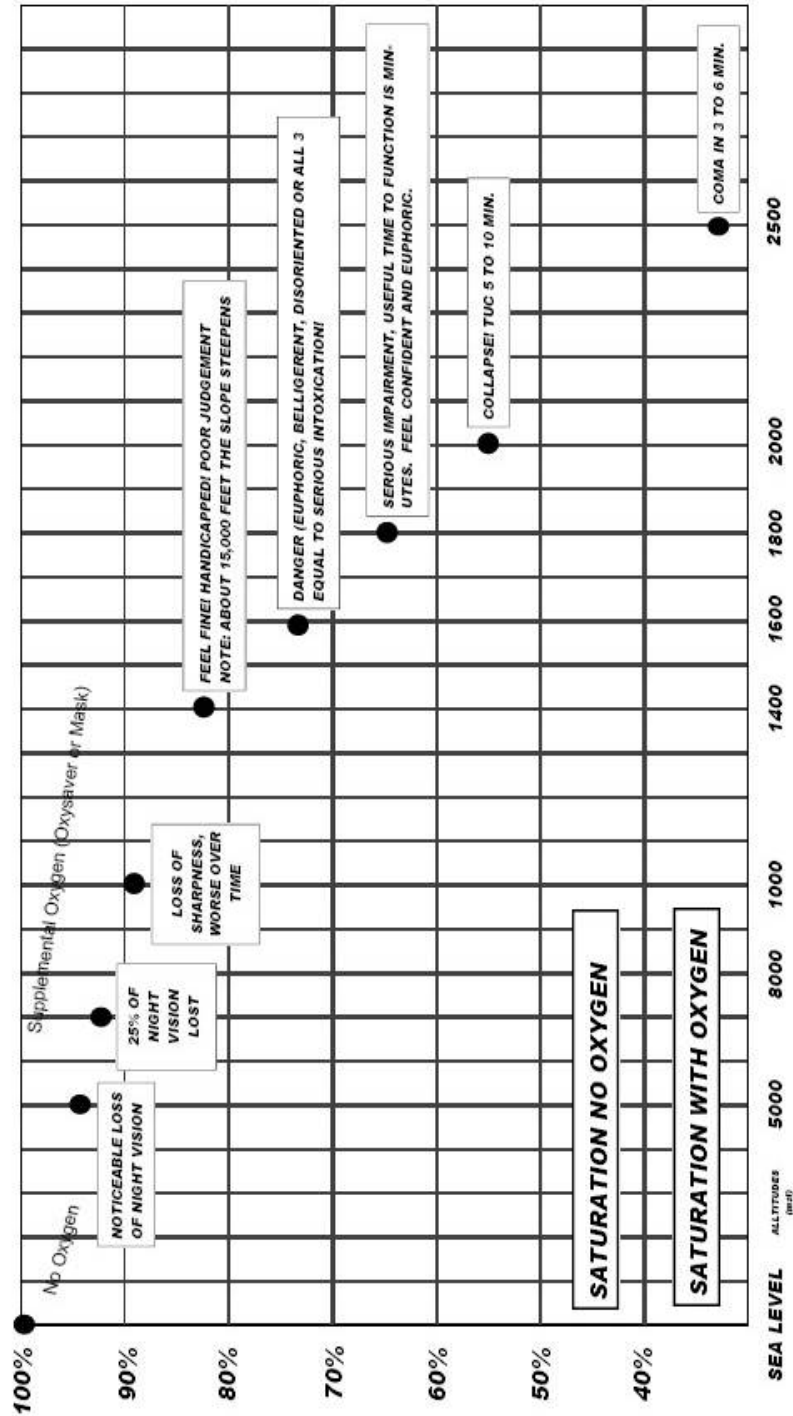 100%
90%
80%
70%
60%
50%
40%
No Oxygen
Supplemental Oxygen (Oxysaver or Mask)
NOTICEABLE LOSS
OF NIGHT VISION
25% OF
NIGHT
VISION
LOST
LOSS OF
SHARPNESS,
WORSE OVER
TIME
FEEL FINE! HANDICAPPED! POOR JUDGEMENT
NOTE: ABOUT 15,000 FEET THE SLOPE STEEPENS
DANGER (EUPHORIC, BELLIGERENT, DISORIENTED OR ALL 3
EQUAL TO SERIOUS INTOXICATION!
SERIOUS IMPAIRMENT, USEFUL TIME TO FUNCTION IS MIN-
UTES. FEEL CONFIDENT AND EUPHORIC.
COLLAPSE! TUC 5 TO 10 MIN.
COMA IN 3 TO 6 MIN.
SATURATION NO OXYGEN
SATURATION WITH OXYGEN
SEA LEVEL
ALLTITUDES
(msl)
5000
8000
1000
1400
1600
1800
2000
2500